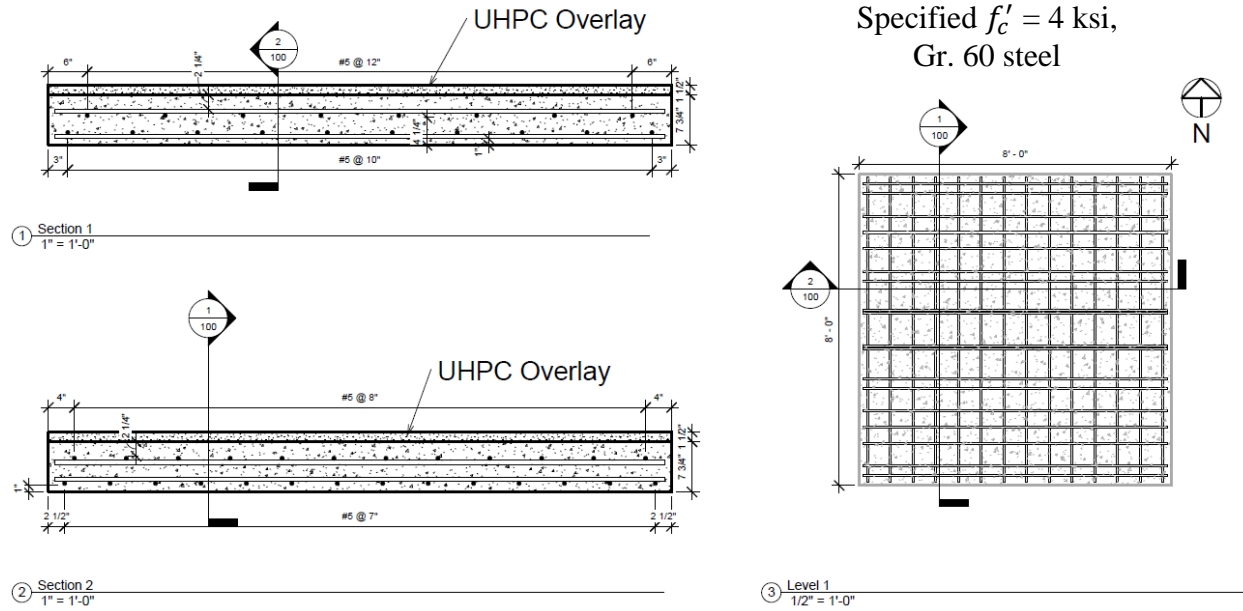 UHPC Overlay
Specified f'c = 4 ksi,
Gr. 60 steel
2
100
6"
#5 @ 12"
6"
2 1/4"
1 1/2"
7 3/4"
4 1/4"
1"
3"
#5 @ 10"
3"
1 Section 1
1" = 1'-0"
1
100
N
8' - 0"
2
100
8' - 0"
1
100
UHPC Overlay
4"
#5 @ 8"
4"
2 1/4"
1 1/2"
7 3/4"
1"
2 1/2"
#5 @ 7"
2 1/2"
2 Section 2
1" = 1'-0"
3 Level 1
1/2" = 1'-0"